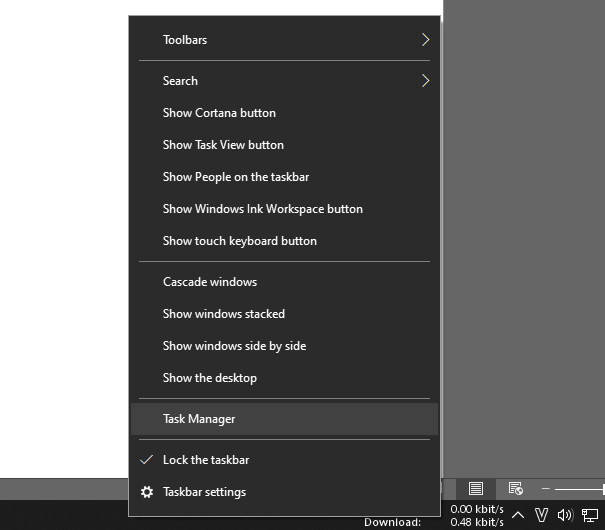 Toolbars
Search
Show Cortana button
Show Task View button
Show People on the taskbar
Show Windows Ink Workspace button
Show touch keyboard button
Cascade windows
Show windows stacked
Show windows side by side
Show the desktop
Task Manager
Lock the taskbar
Taskbar settings
0.00 kbit/s
Download: 0.48 kbit/s